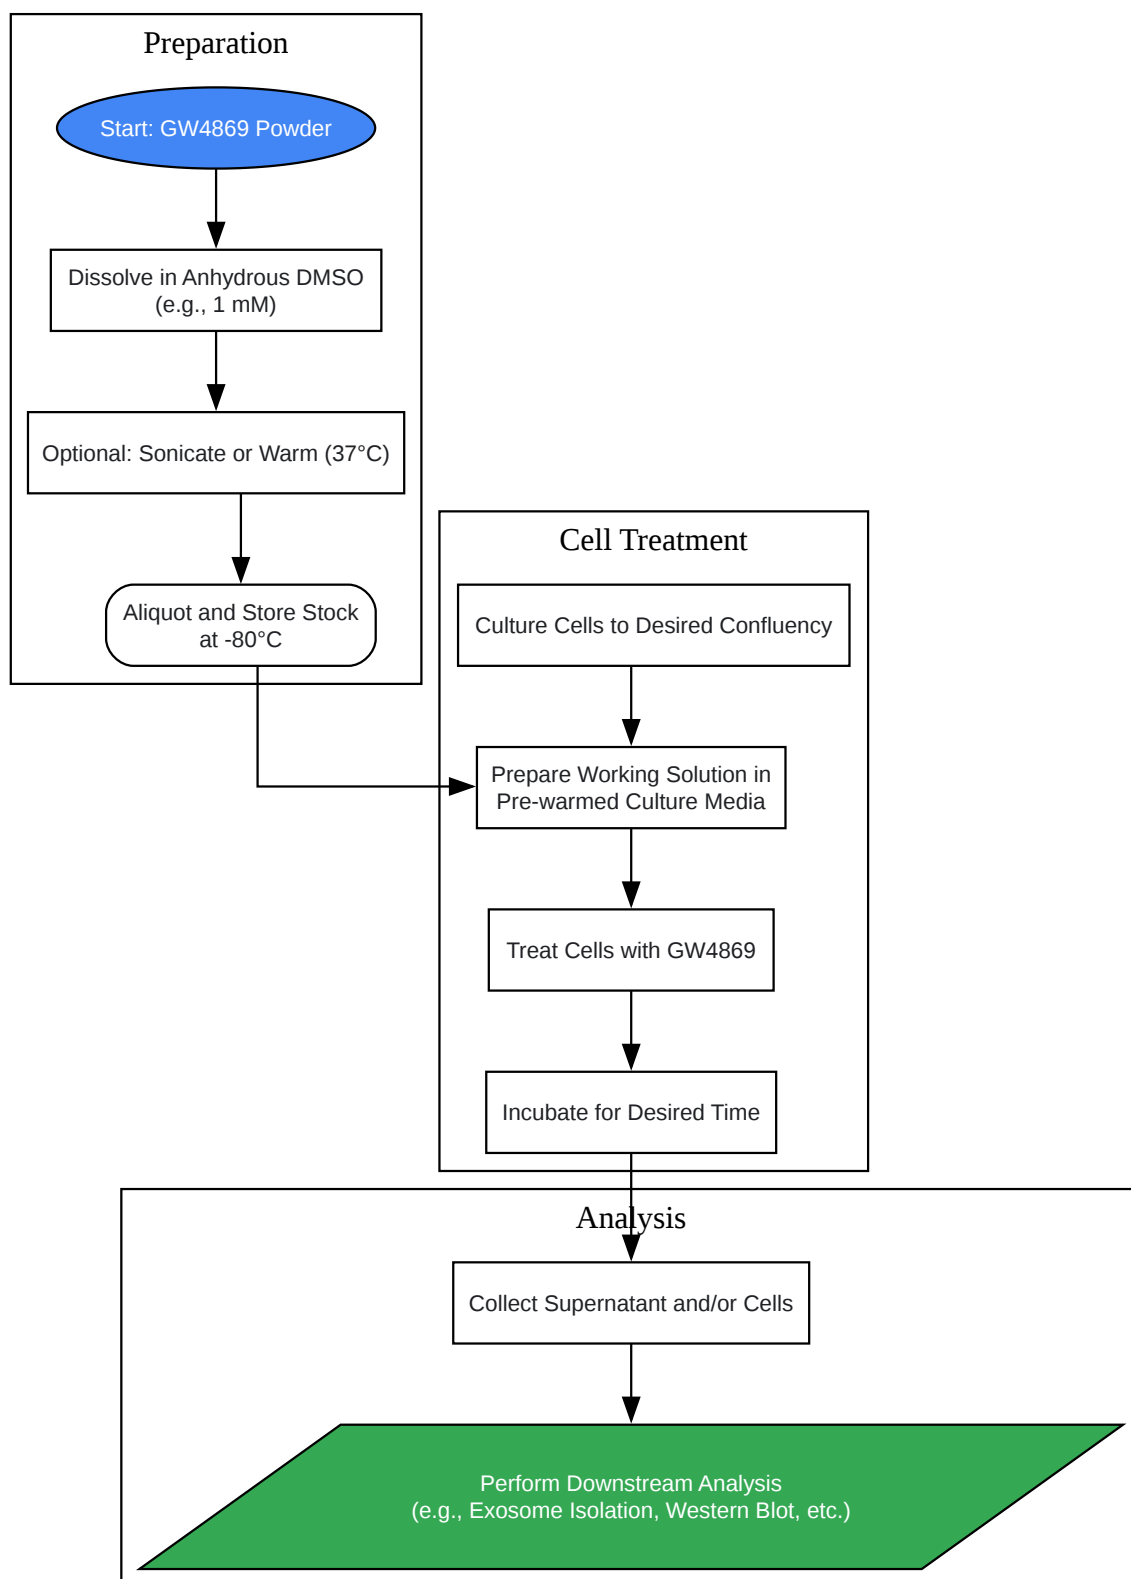 Preparation
Start: GW4869 Powder
Dissolve in Anhydrous DMSO
(e.g., 1 mM)
Optional: Sonicate or Warm (37°C)
Aliquot and Store Stock
at -80°C
Cell Treatment
Culture Cells to Desired Confluency
Prepare Working Solution in
Pre-warmed Culture Media
Treat Cells with GW4869
Incubate for Desired Time
Analysis
Collect Supernatant and/or Cells
Perform Downstream Analysis
(e.g., Exosome Isolation, Western Blot, etc.)